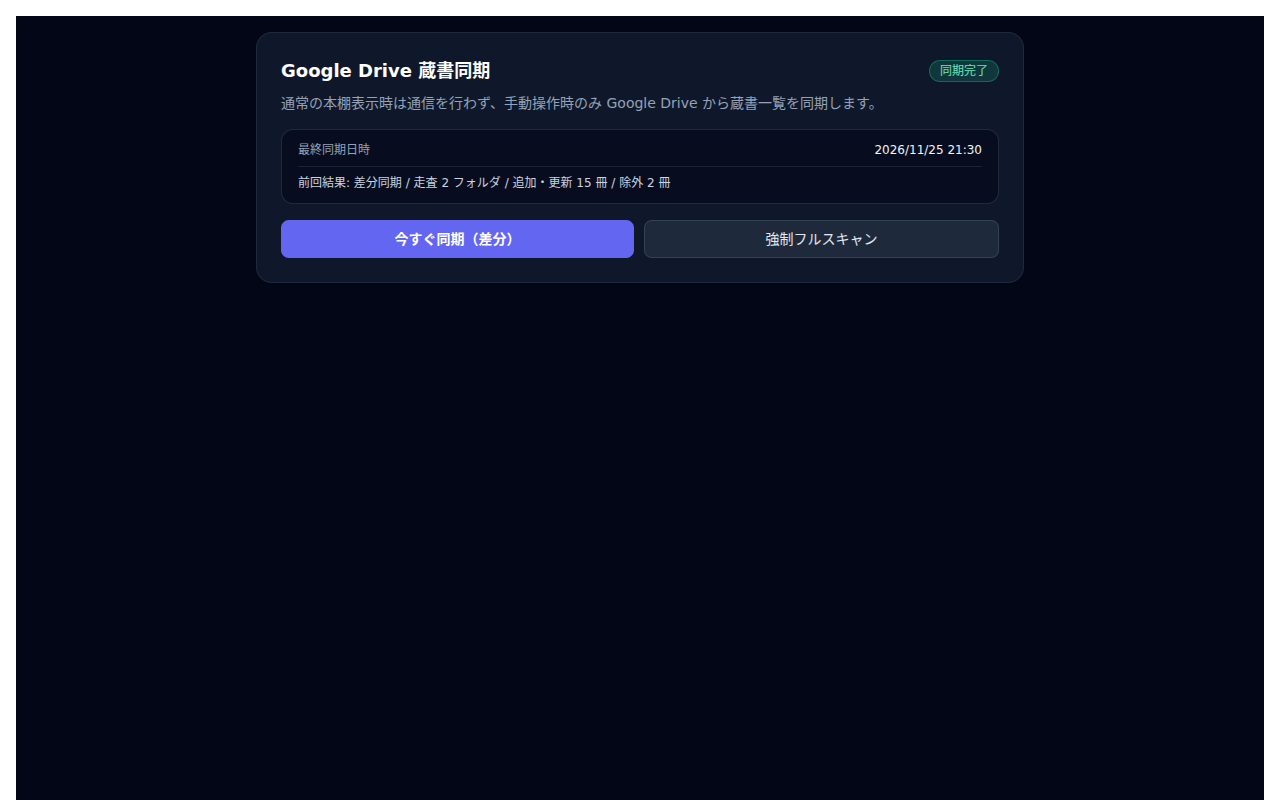 Google Drive 蔵書同期
同期完了
通常の本棚表示時は通信を行わず、手動操作時のみ Google Drive から蔵書一覧を同期します。
最終同期日時
2026/11/25 21:30
前回結果: 差分同期 / 走査 2 フォルダ / 追加・更新 15 冊 / 除外 2 冊
今すぐ同期（差分）
強制フルスキャン